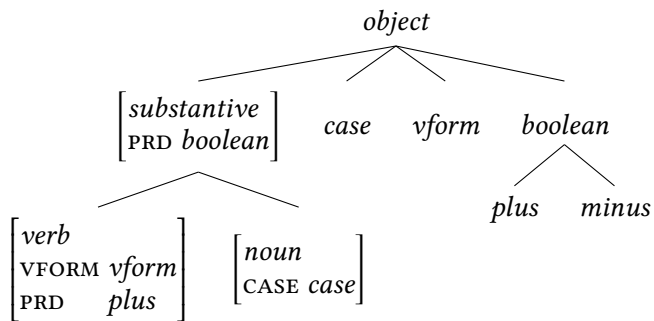 object
substantive
PRD boolean
case vform boolean
plus minus
verb
VFORM vform
PRD plus
noun
CASE case